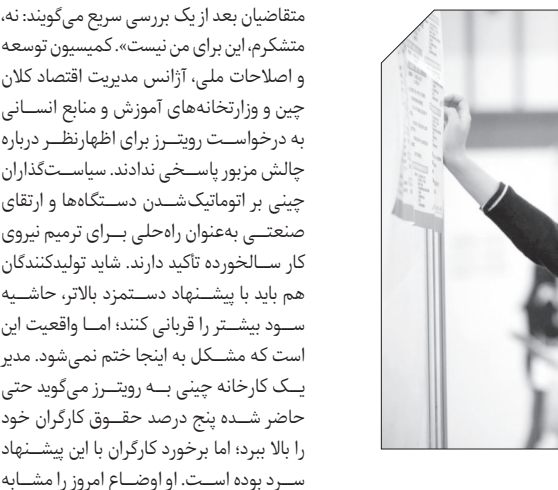 متقاضیان بعد از یک بررسی سریع می‌گویند: نه،
متشکرم، این برای من نیست». کمیسیون توسعه
و اصلاحات ملی، آژانس مدیریت اقتصاد کلان
چین و وزارتخانه‌های آموزش و منابع انسانی
به درخواست رویترز برای اظهارنظر درباره
چالش مزبور پاسخی ندادند. سیاست‌گذاران
چینی بر اتوماتیک‌شدن دستگاه‌ها و ارتقای
صنعتی به‌عنوان راه‌حلی برای ترمیم نیروی
کار سالخورده تأکید دارند. شاید تولیدکنندگان
هم باید با پیشنهاد دستمزد بالاتر، حاشیه
سود بیشتر را قربانی کنند؛ اما واقعیت این
است که مشکل به اینجا ختم نمی‌شود. مدیر
یک کارخانه چینی به رویترز می‌گوید حتی
حاضر شده پنج درصد حقوق کارگران خود
را بالا ببرد؛ اما برخورد کارگران با این پیشنهاد
سرد بوده است. او اوضاع امروز را مشابه